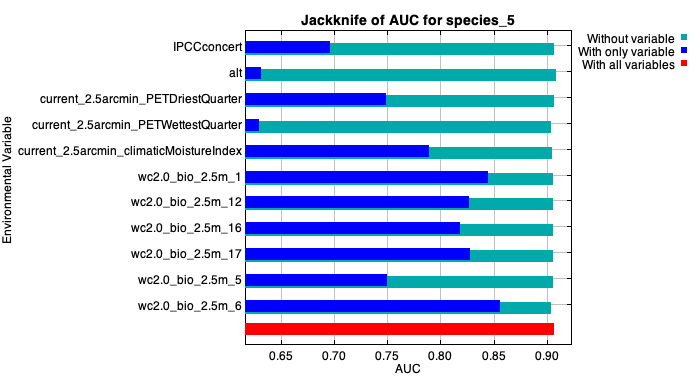 Jackknife of AUC for species_5
Without variable
With only variable
With all variables
Environmental Variable
IPCCconcert
alt
current_2.5arcmin_PETDriestQuarter
current_2.5arcmin_PETWettestQuarter
current_2.5arcmin_climaticMoistureIndex
wc2.0_bio_2.5m_1
wc2.0_bio_2.5m_12
wc2.0_bio_2.5m_16
wc2.0_bio_2.5m_17
wc2.0_bio_2.5m_5
wc2.0_bio_2.5m_6
0.65 0.70 0.75 0.80 0.85 0.90
AUC